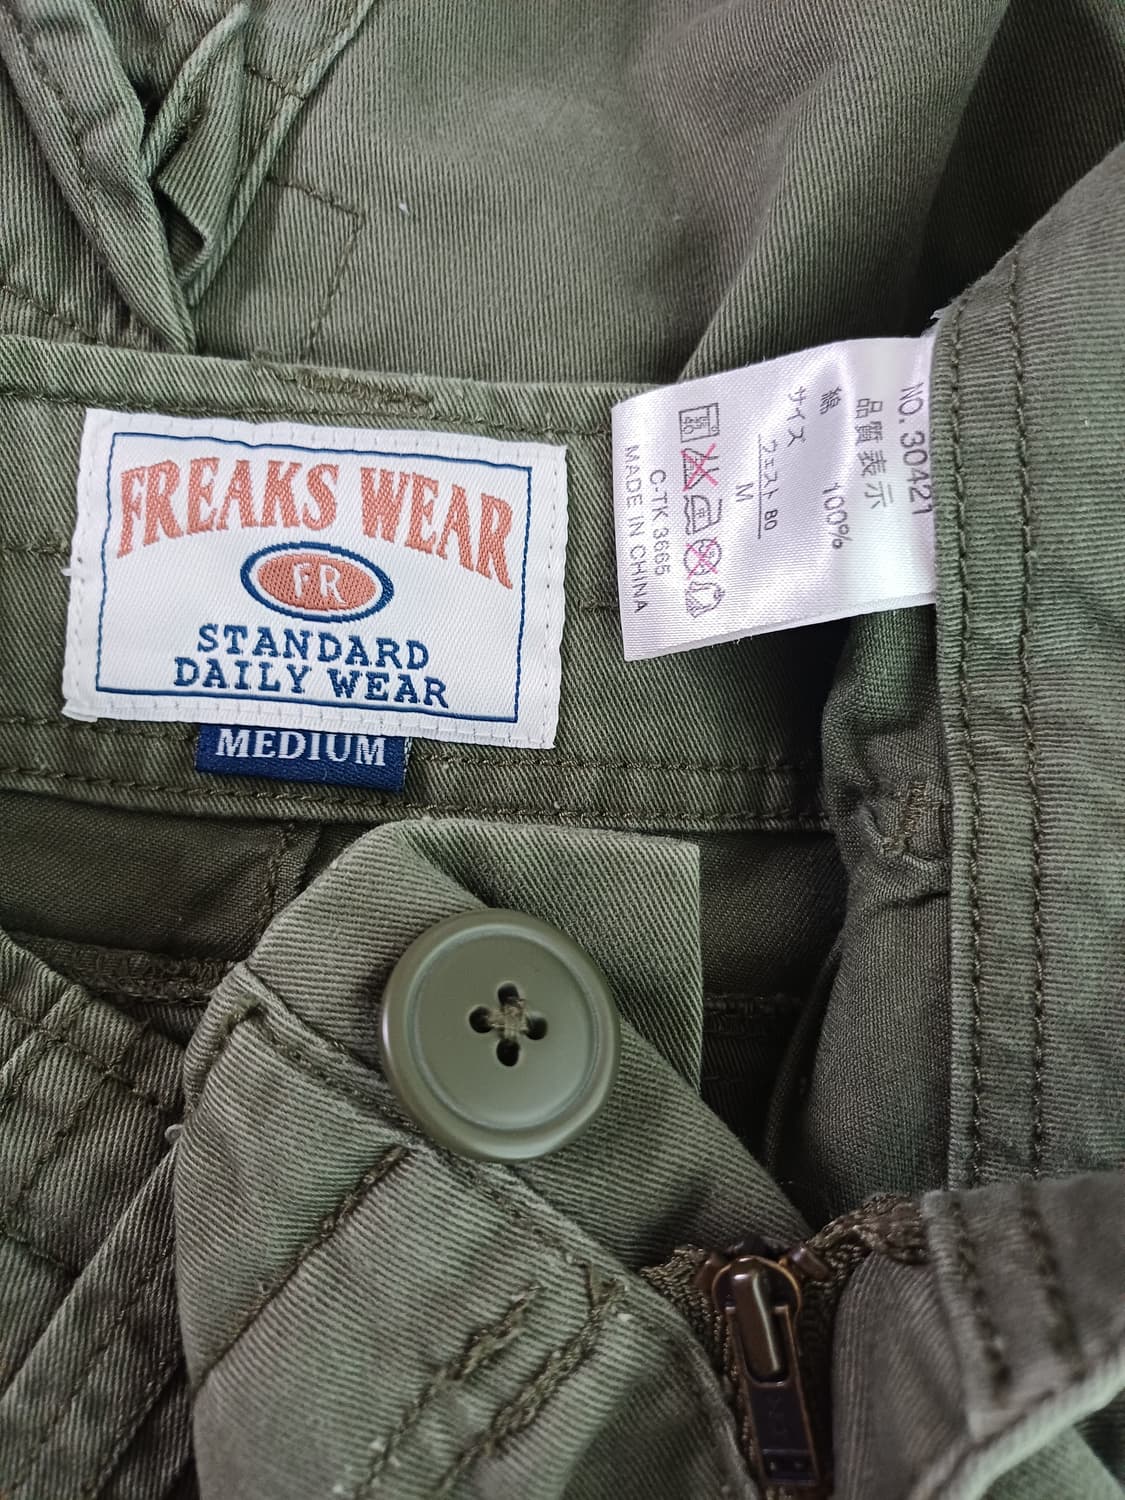 FREAKS WEAR
FR
STANDARD
DAILY WEAR
MEDIUM
NO. 30421
品質表示
綿 100%
サイズ
ウェスト 80
M
C-TK 3665
MADE IN CHINA